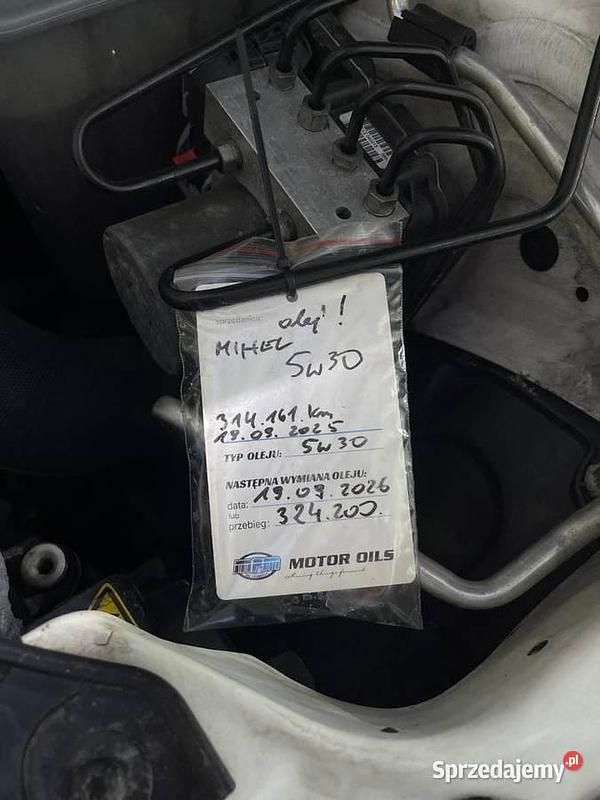 sprzedawca:
olej!
MIHEL
5w30
314.161.km
19.09.2025
TYP OLEJU: 5w30
NASTĘPNA WYMIANA OLEJU:
data: 19.09.2026
lub
przebieg: 324.200.
MOTOR OILS
Sprzedajemy.pl